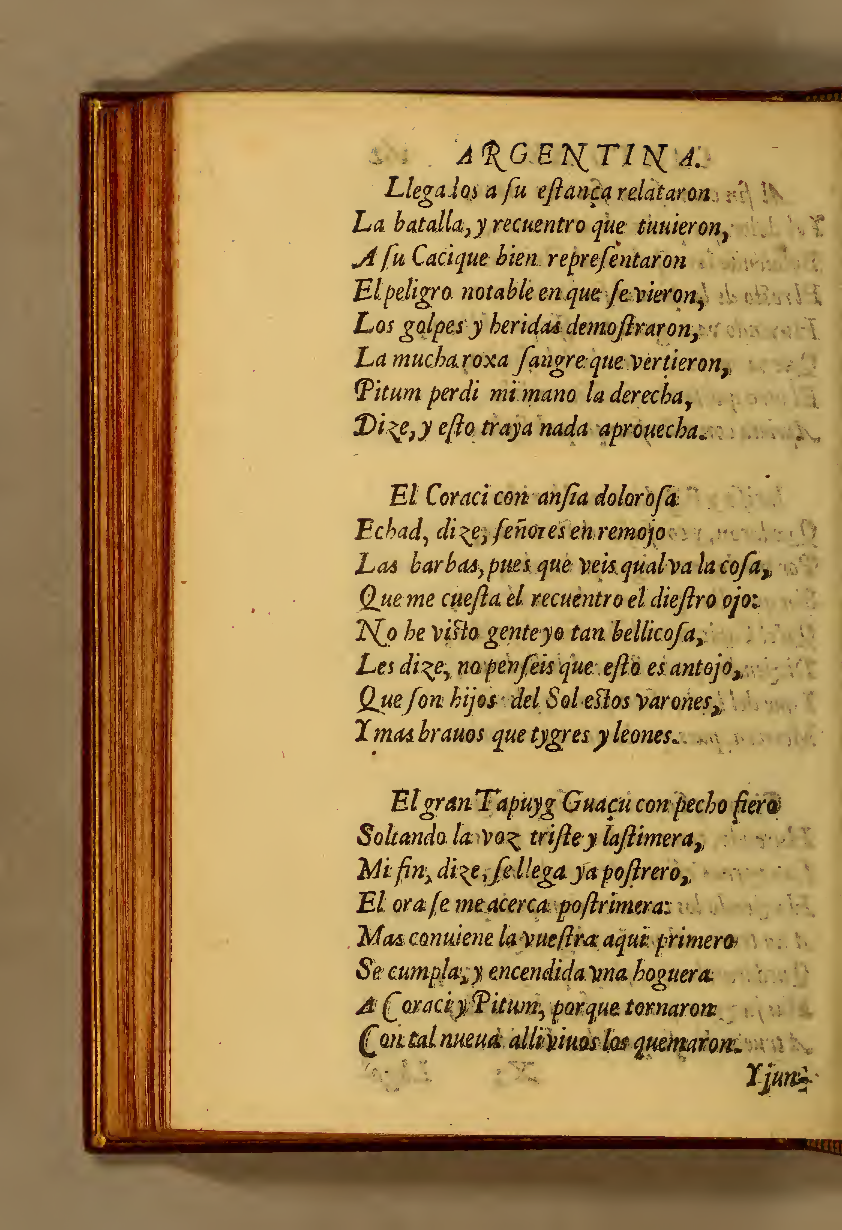 ARGENTINA.
Llegados a ſu eſtança relataron
La batalla, y recuentro que tuuieron,
A ſu Cacique bien repreſentaron
El peligro notable en que ſe vieron,
Los golpes y heridas demoſtraron,
La mucha roxa ſangre que vertieron,
Pitum perdi mi mano la derecha,
Dize, y eſto traya nada aprouecha.
El Coraci con anſia doloroſa
Echad, dize, ſeñores en remojo
Las barbas, pues que veis qual va la coſa,
Que me cueſta el recuentro el dieſtro ojo:
No he viſto gente yo tan bellicoſa,
Les dize, no penſeis que eſto es antojo,
Que ſon hijos del Sol eſtos varones,
Y mas brauos que tygres y leones.
El gran Tapuyg Guaçu con pecho fiero
Soltando la voz triſte y laſtimera,
Mi fin, dize, ſe llega ya poſtrero,
El ora ſe me acerca poſtrimera:
Mas conuiene la vueſtra aqui primero
Se cumpla, y encendida vna hoguera
A Coraci y Pitum, porque tornaron
Con tal nueua alli viuos los quemaron.
Y jun-